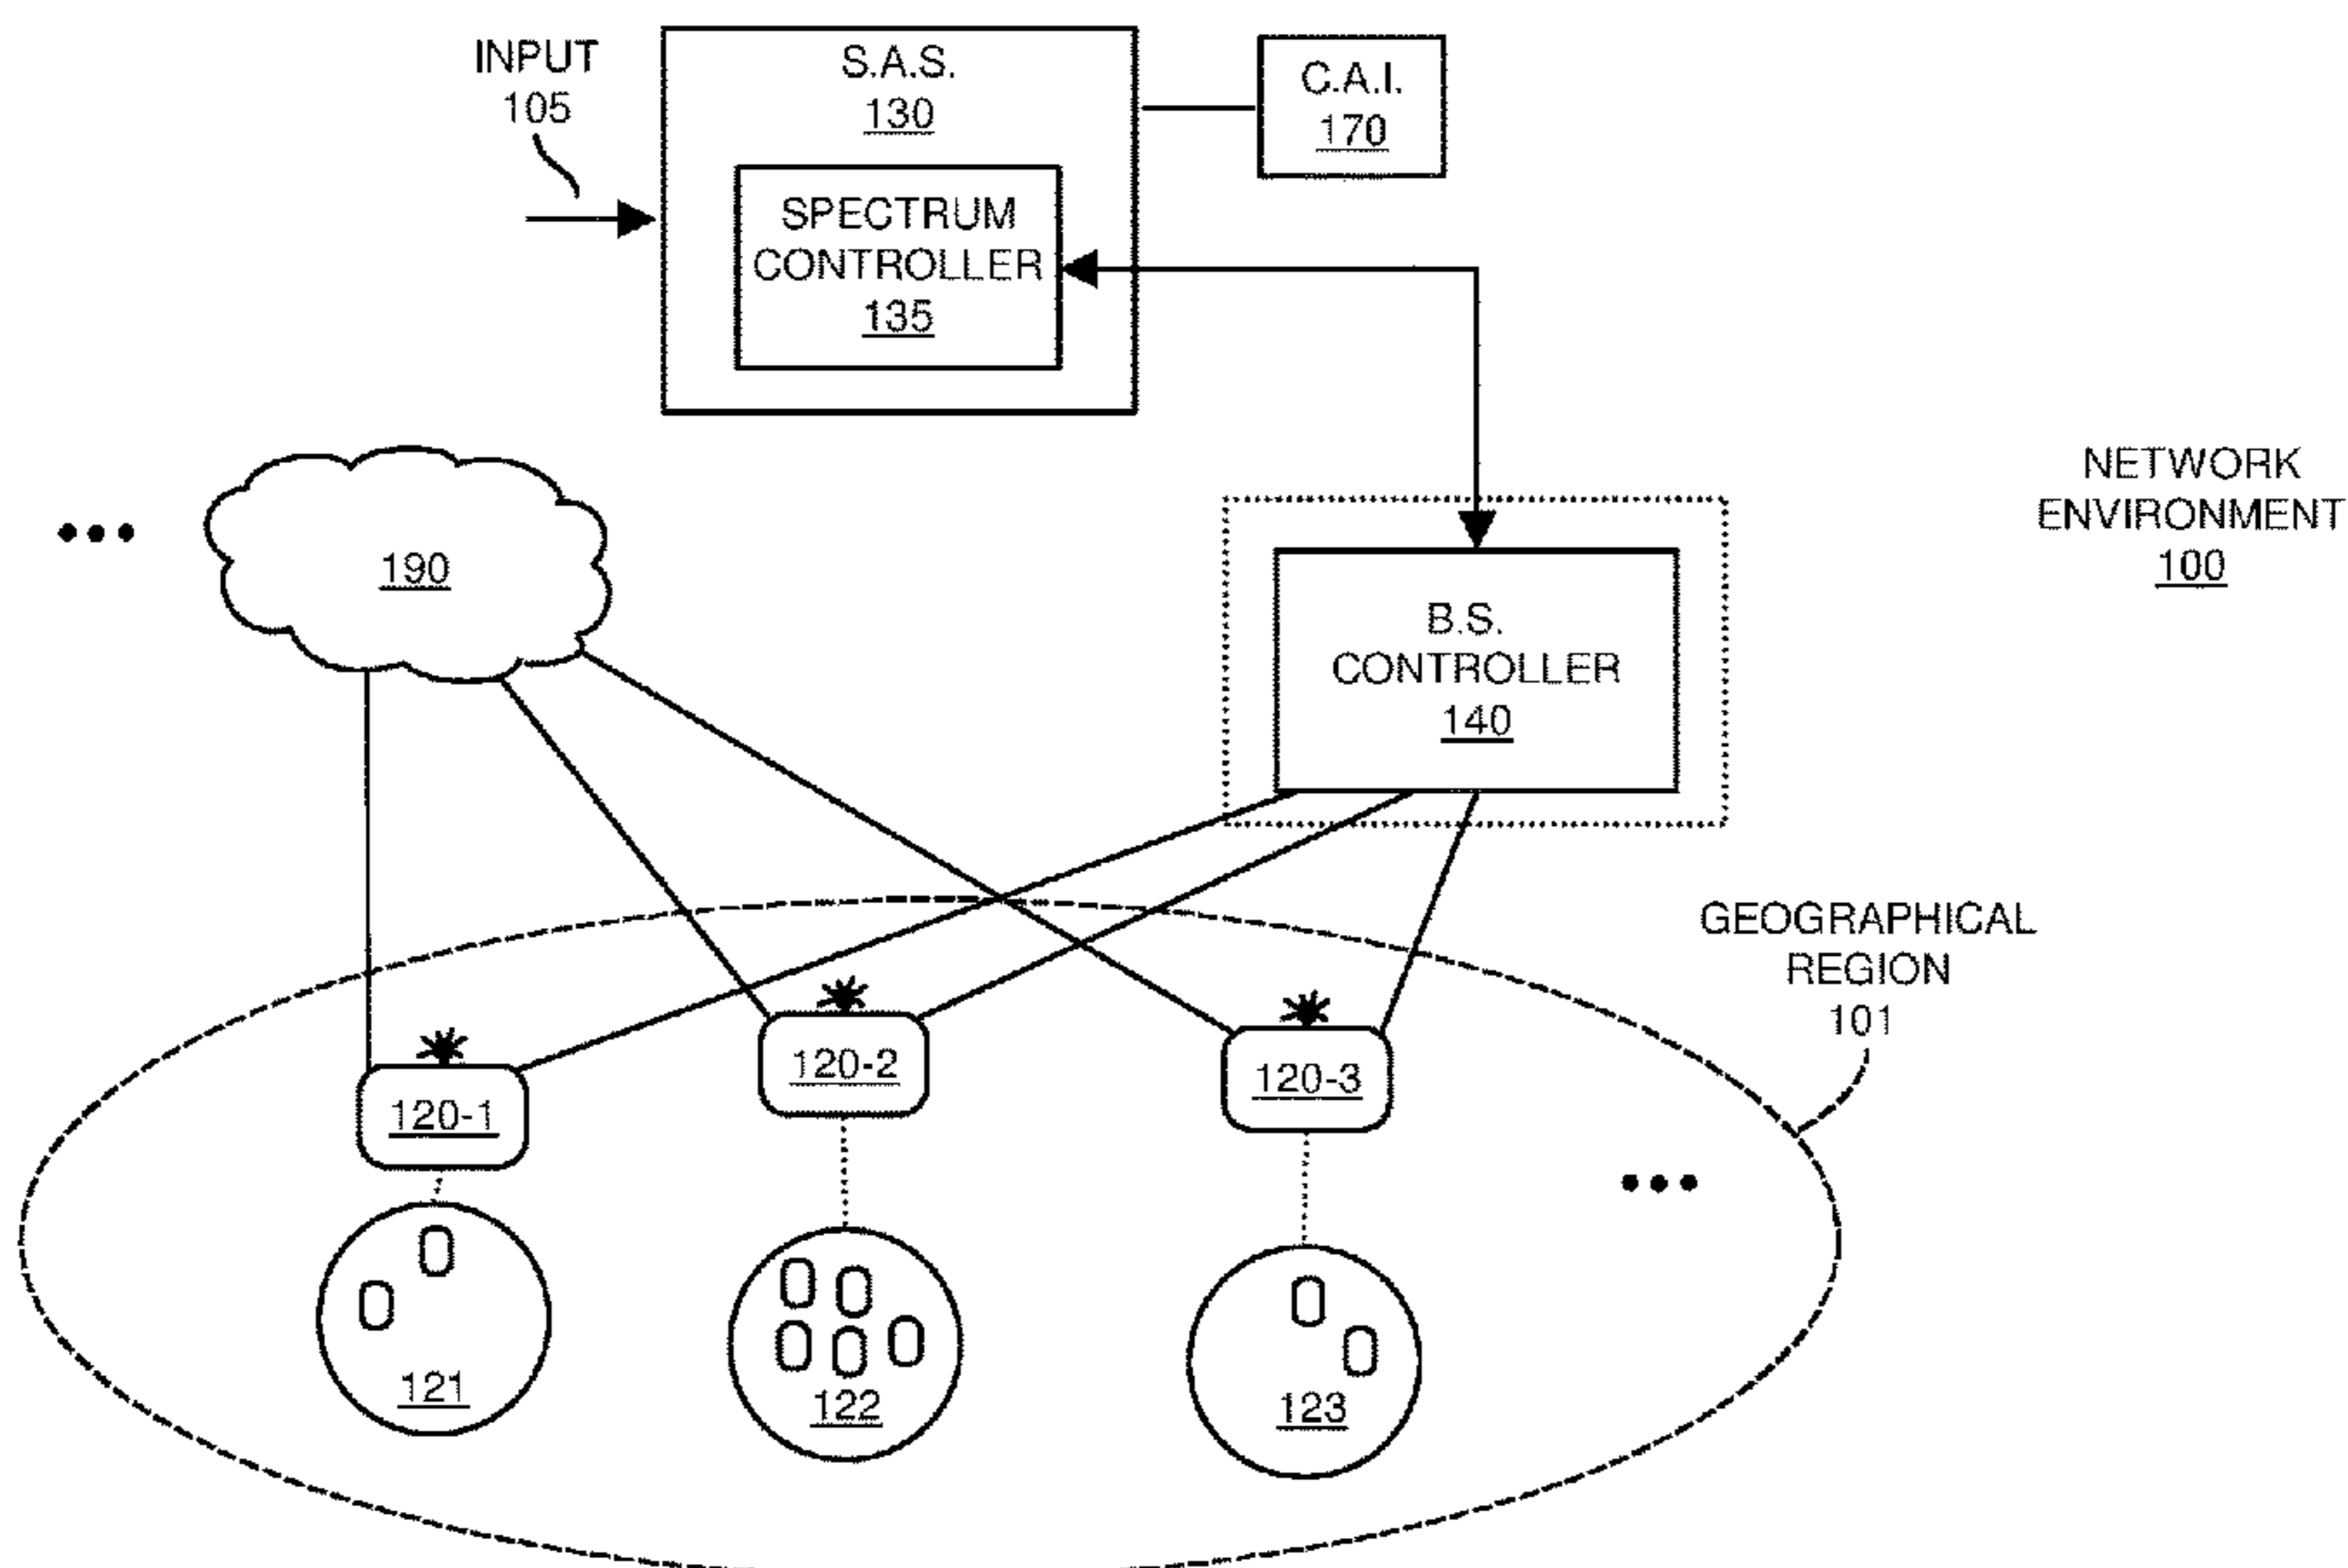 INPUT
105
S.A.S.
130
C.A.I.
170
SPECTRUM
CONTROLLER
135
190
NETWORK
ENVIRONMENT
100
B.S.
CONTROLLER
140
GEOGRAPHICAL
REGION
101
120-1
120-2
120-3
121
122
123